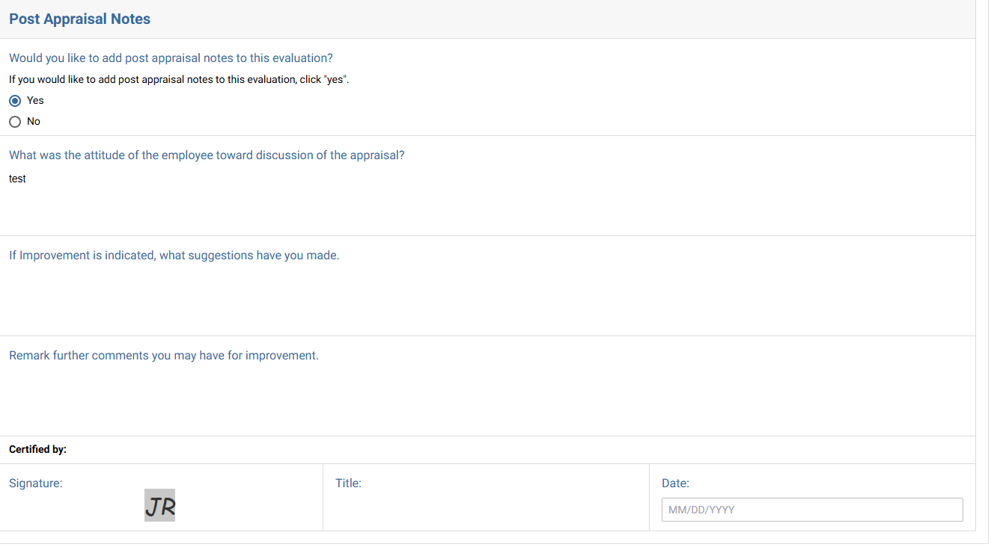 Post Appraisal Notes
Would you like to add post appraisal notes to this evaluation?
If you would like to add post appraisal notes to this evaluation, click "yes".
Yes
No
What was the attitude of the employee toward discussion of the appraisal?
test
If Improvement is indicated, what suggestions have you made.
Remark further comments you may have for improvement.
Certified by:
Signature:
JR
Title:
Date:
MM/DD/YYYY